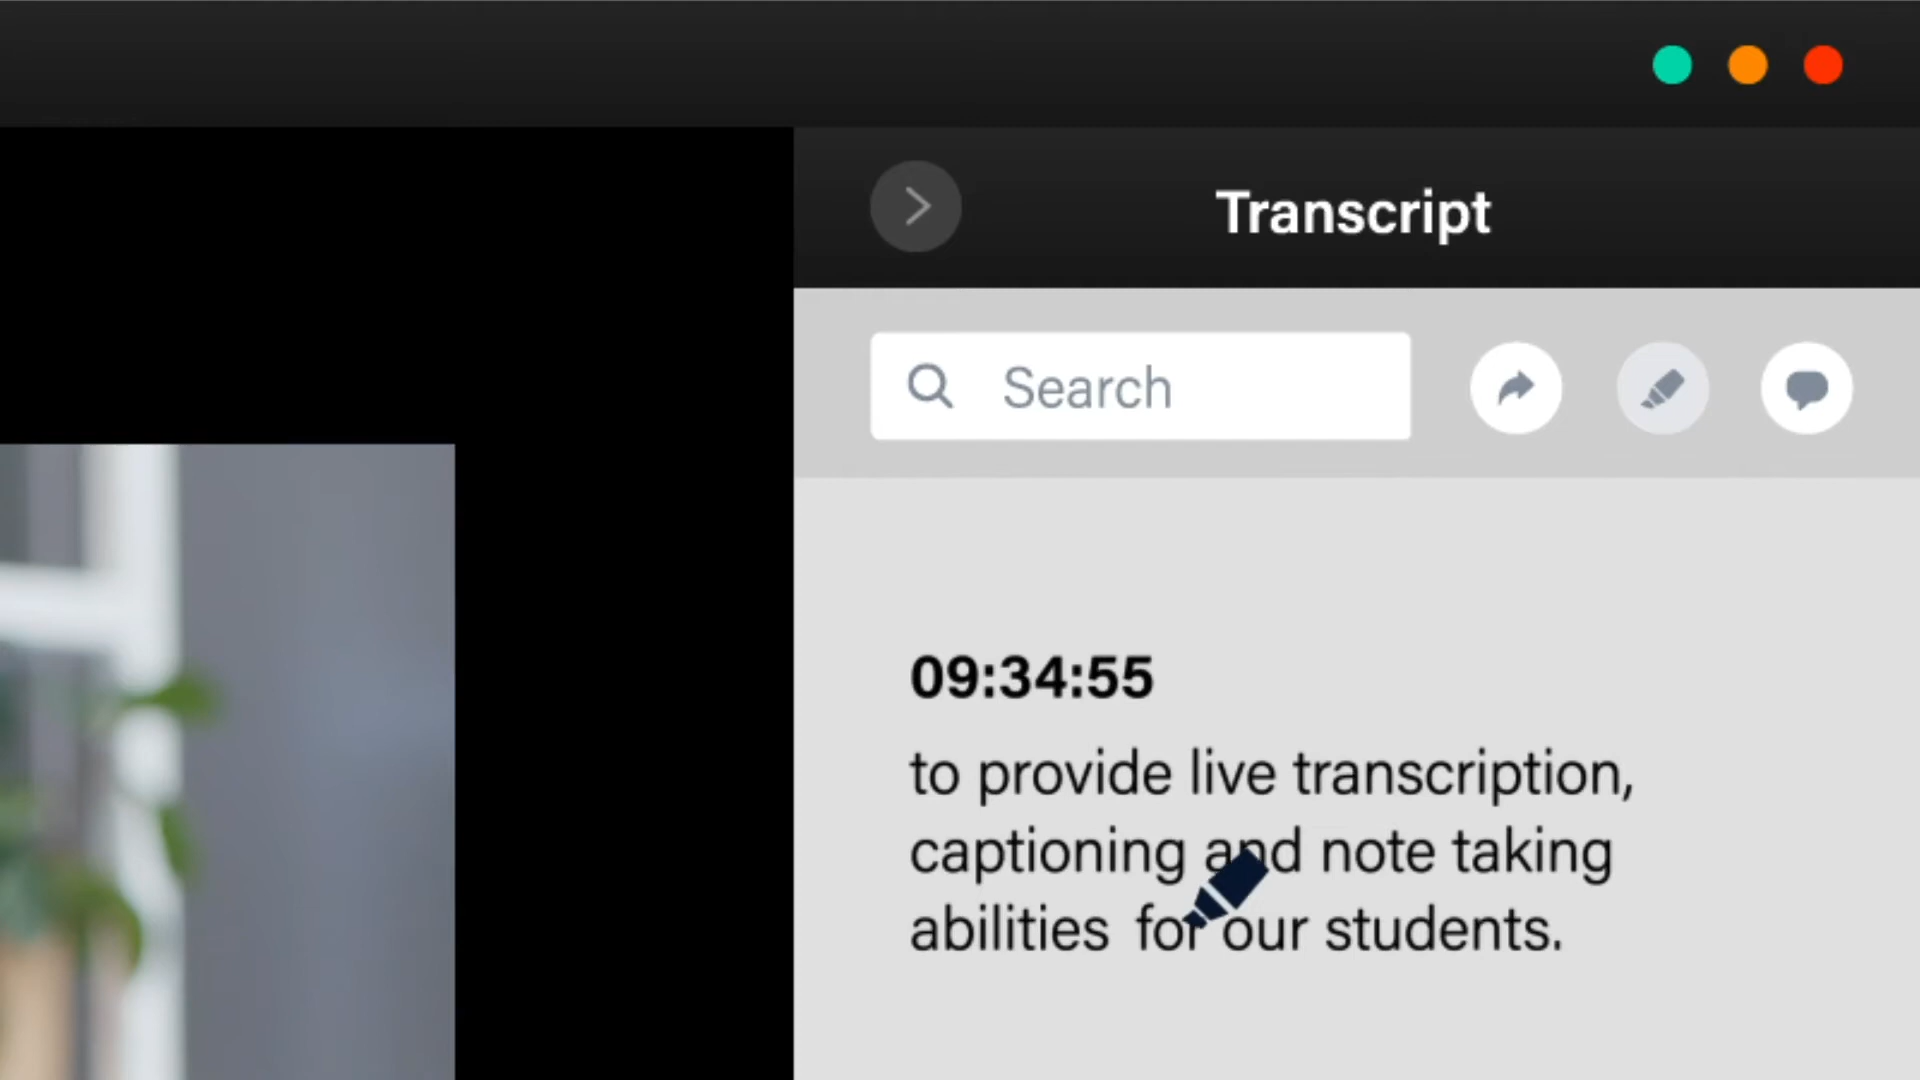 Transcript
Search
09:34:55
to provide live transcription,
captioning and note taking
abilities for our students.